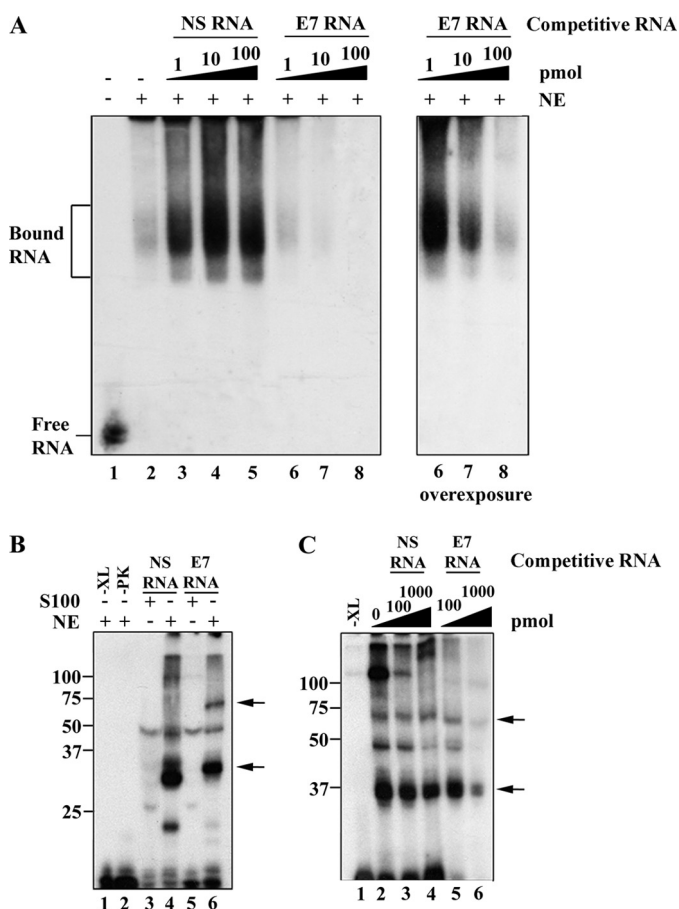 A
NS RNA E7 RNA Competitive RNA E7 RNA
1 10 100 1 10 100 1 10 100 pmol
- - 
- + + + + + + + + + + NE
Bound
RNA
Free
RNA
1 2 3 4 5 6 7 8 6 7 8
overexposure
B
-XL
-PK
NS
RNA
E7
RNA
S100 + - + -
NE + + - + - +
100
75
50
37
25
1 2 3 4 5 6
C
NS
RNA
E7
RNA
Competitive RNA
-XL
0 100 1000 100 1000 pmol
100
75
50
37
1 2 3 4 5 6